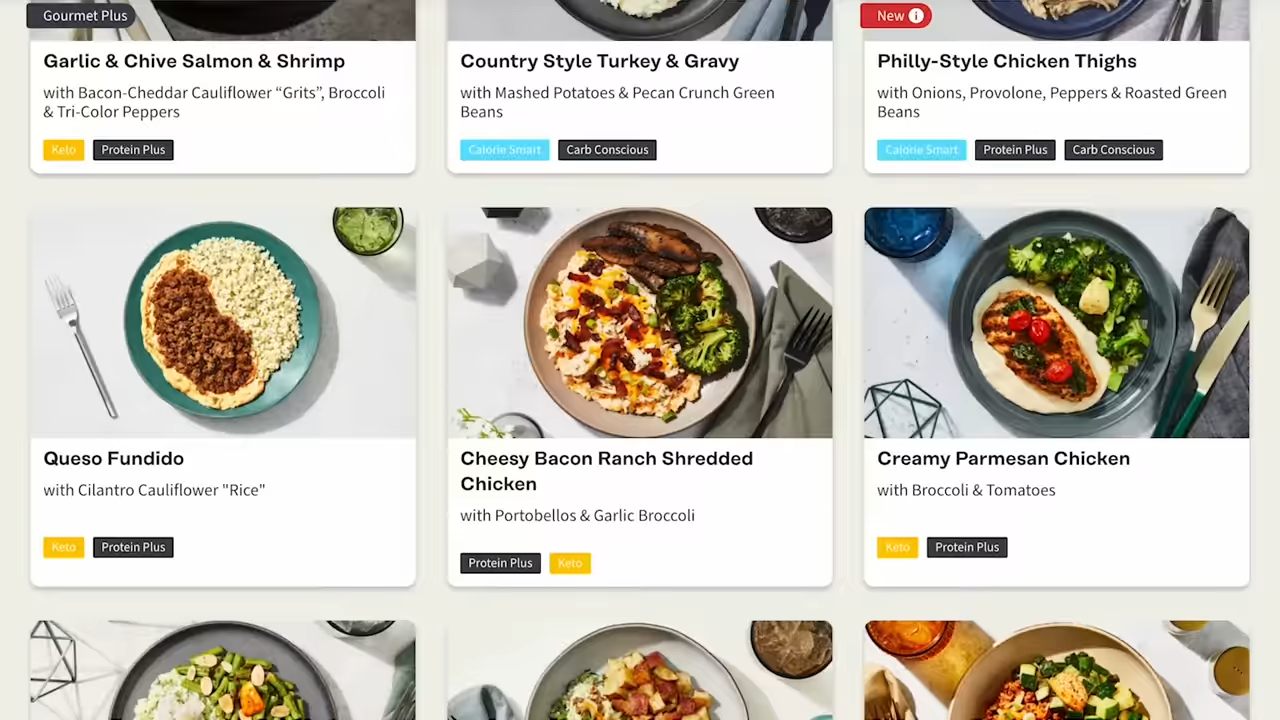 Gourmet Plus
New
Garlic & Chive Salmon & Shrimp
with Bacon-Cheddar Cauliflower “Grits”, Broccoli
& Tri-Color Peppers
Keto
Protein Plus
Country Style Turkey & Gravy
with Mashed Potatoes & Pecan Crunch Green
Beans
Calorie Smart
Carb Conscious
Philly-Style Chicken Thighs
with Onions, Provolone, Peppers & Roasted Green
Beans
Calorie Smart
Protein Plus
Carb Conscious
Queso Fundido
with Cilantro Cauliflower "Rice"
Keto
Protein Plus
Cheesy Bacon Ranch Shredded
Chicken
with Portobellos & Garlic Broccoli
Protein Plus
Keto
Creamy Parmesan Chicken
with Broccoli & Tomatoes
Keto
Protein Plus